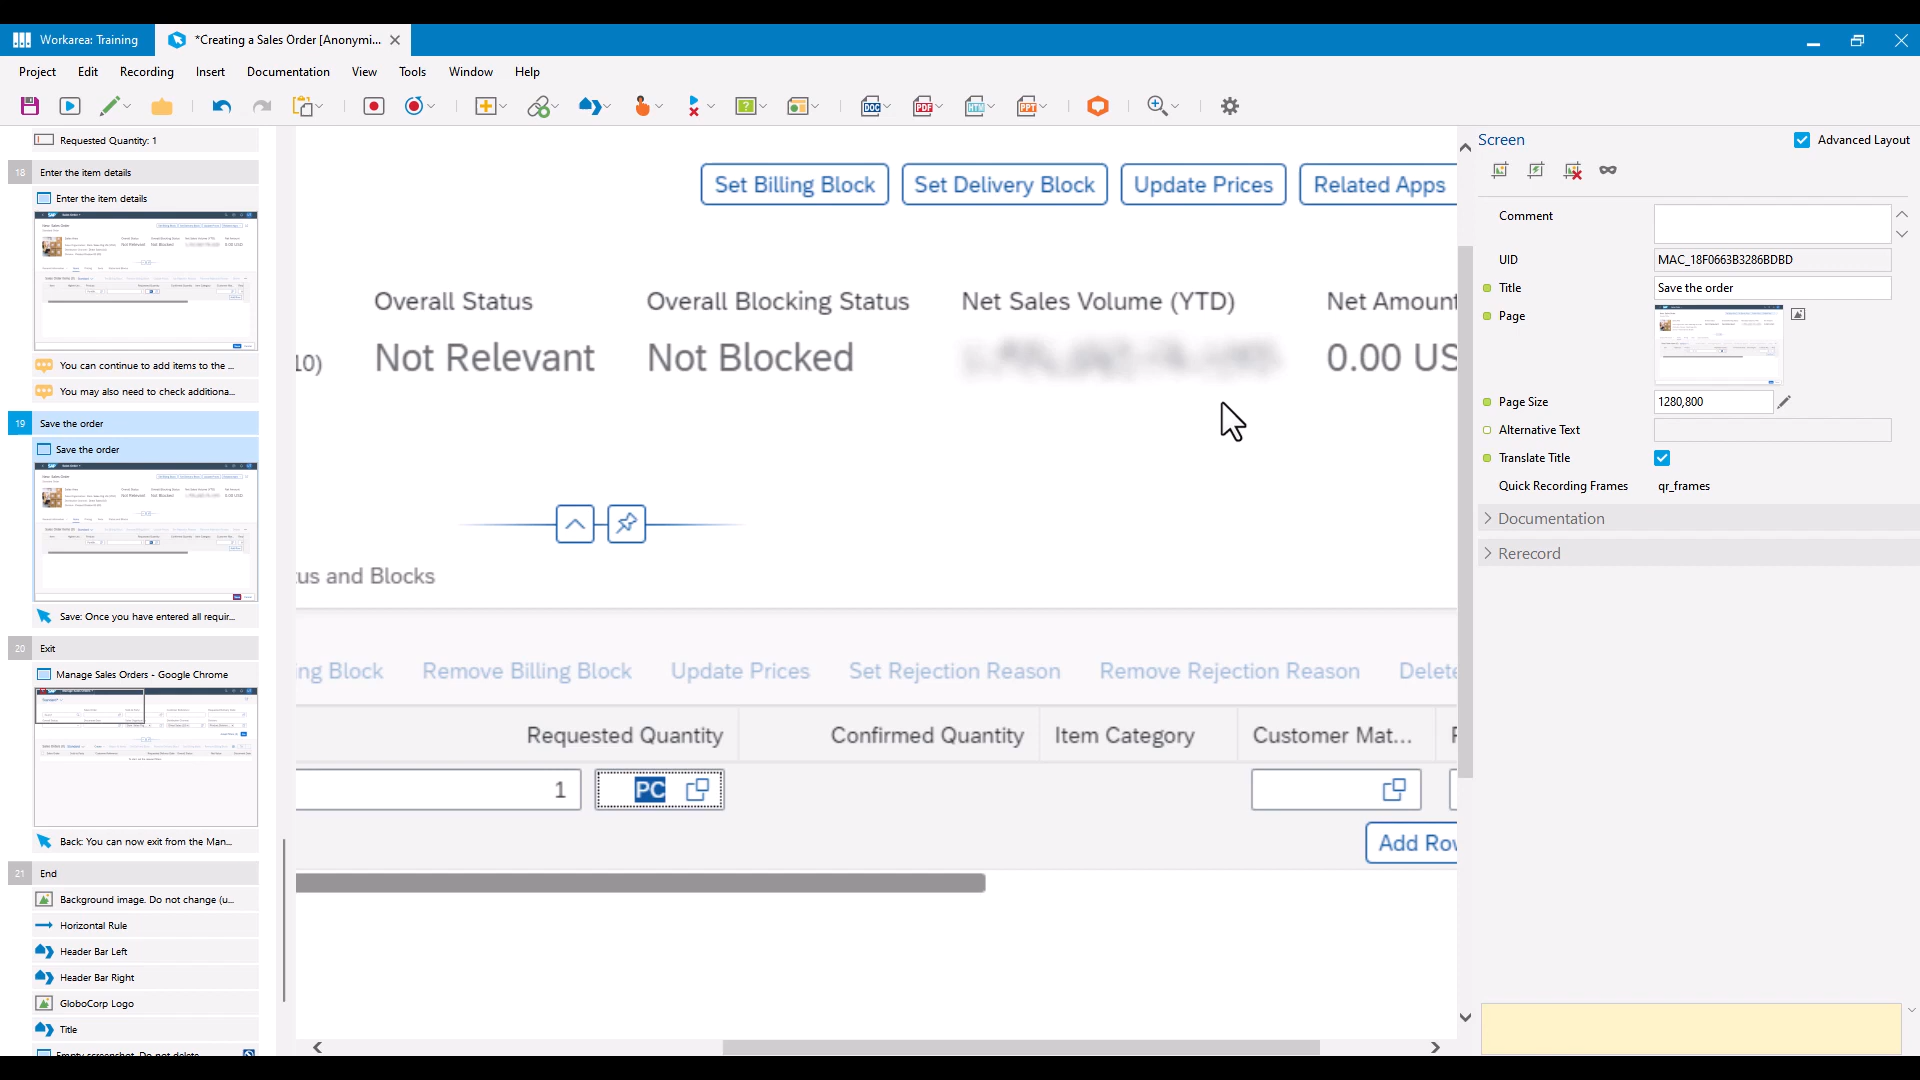 Workarea: Training
*Creating a Sales Order [Anonymi...
Project Edit Recording Insert Documentation View Tools Window Help
DOC PDF HTM PPT
Requested Quantity: 1
18 Enter the item details
Enter the item details
You can continue to add items to the ...
You may also need to check additiona...
19 Save the order
Save the order
Save: Once you have entered all requir...
20 Exit
Manage Sales Orders - Google Chrome
Back: You can now exit from the Man...
21 End
Background image. Do not change (u...
Horizontal Rule
Header Bar Left
Header Bar Right
GloboCorp Logo
Title
Empty screenshot. Do not delete
Set Billing Block Set Delivery Block Update Prices Related Apps
Overall Status Overall Blocking Status Net Sales Volume (YTD) Net Amount
10) Not Relevant Not Blocked 0.00 US
us and Blocks
ng Block Remove Billing Block Update Prices Set Rejection Reason Remove Rejection Reason Delete
Requested Quantity Confirmed Quantity Item Category Customer Mat...
1 PC
Add Row
Screen Advanced Layout
Comment
UID MAC_18F0663B3286BDBD
Title Save the order
Page
Page Size 1280,800
Alternative Text
Translate Title
Quick Recording Frames qr_frames
Documentation
Rerecord